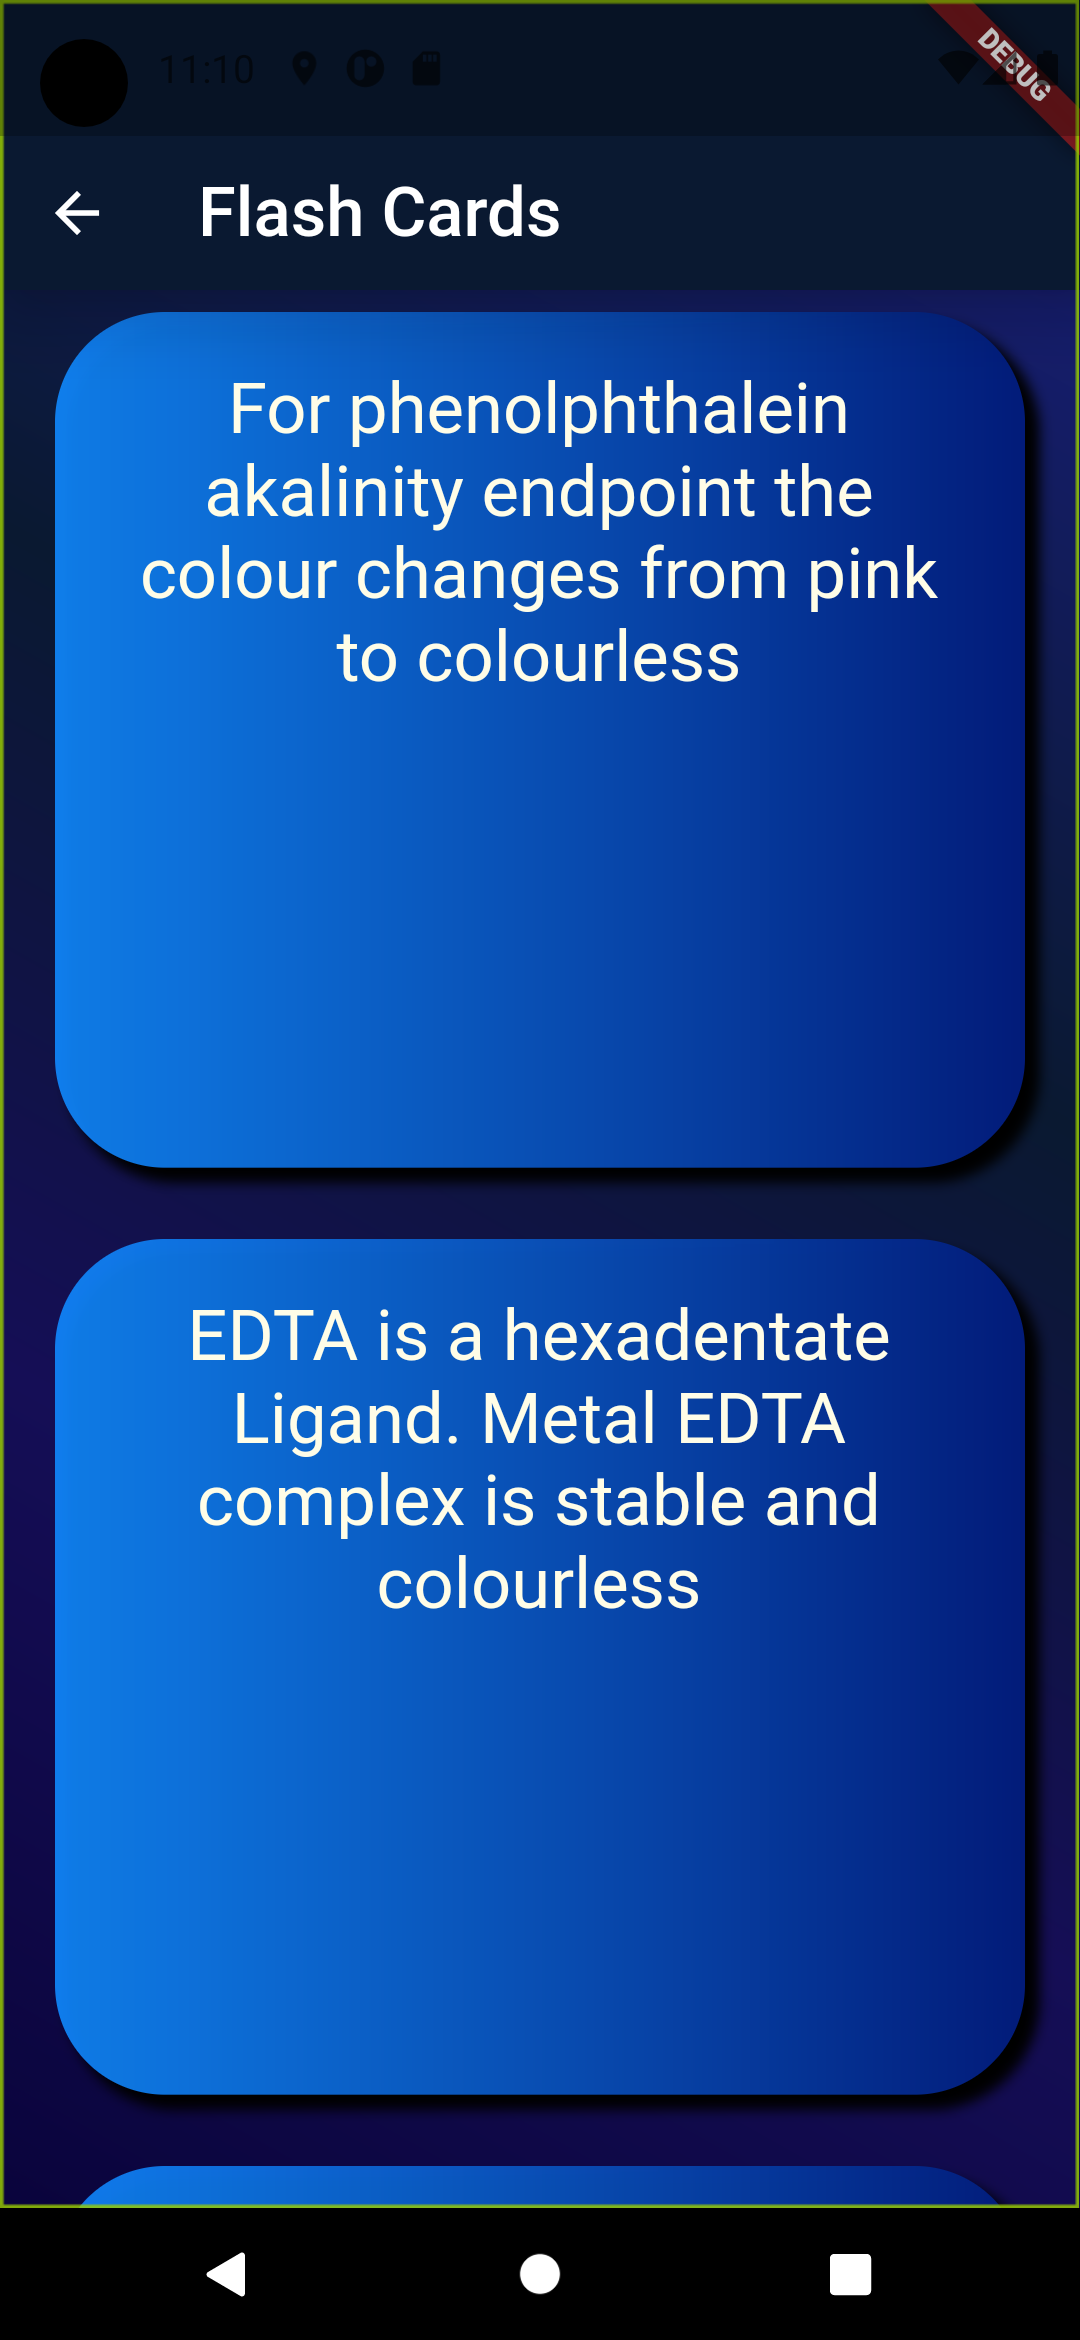 11:10
DEBUG
Flash Cards
For phenolphthalein
akalinity endpoint the
colour changes from pink
to colourless
EDTA is a hexadentate
Ligand. Metal EDTA
complex is stable and
colourless